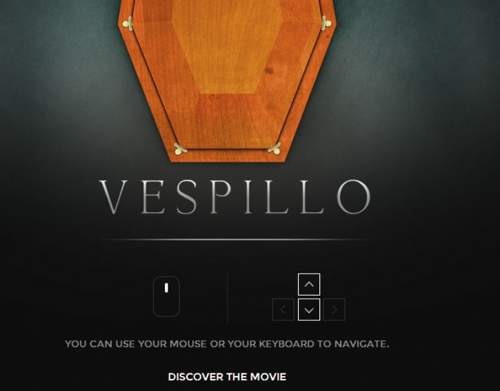 VESPILLO
YOU CAN USE YOUR MOUSE OR YOUR KEYBOARD TO NAVIGATE.
DISCOVER THE MOVIE